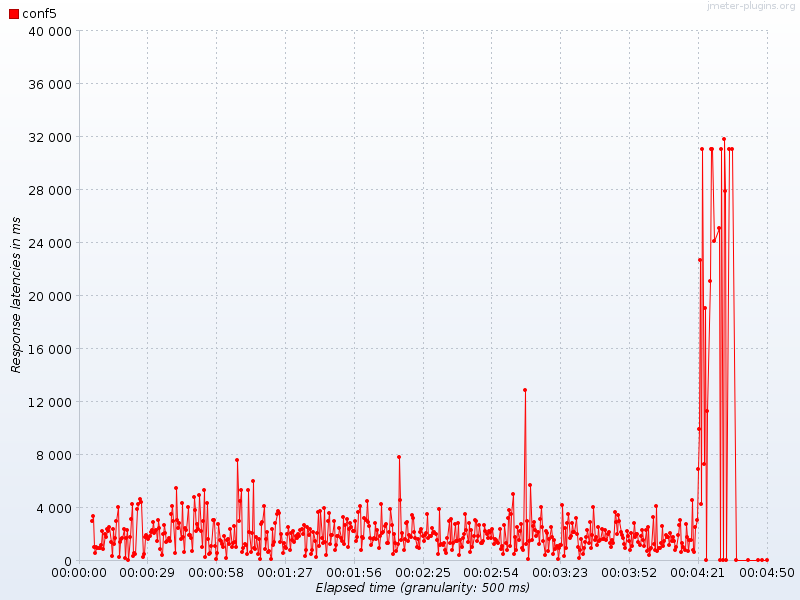 jmeter-plugins.org
conf5
40 000
36 000
32 000
28 000
24 000
20 000
16 000
12 000
8 000
4 000
0
Response latencies in ms
00:00:00 00:00:29 00:00:58 00:01:27 00:01:56 00:02:25 00:02:54 00:03:23 00:03:52 00:04:21 00:04:50
Elapsed time (granularity: 500 ms)